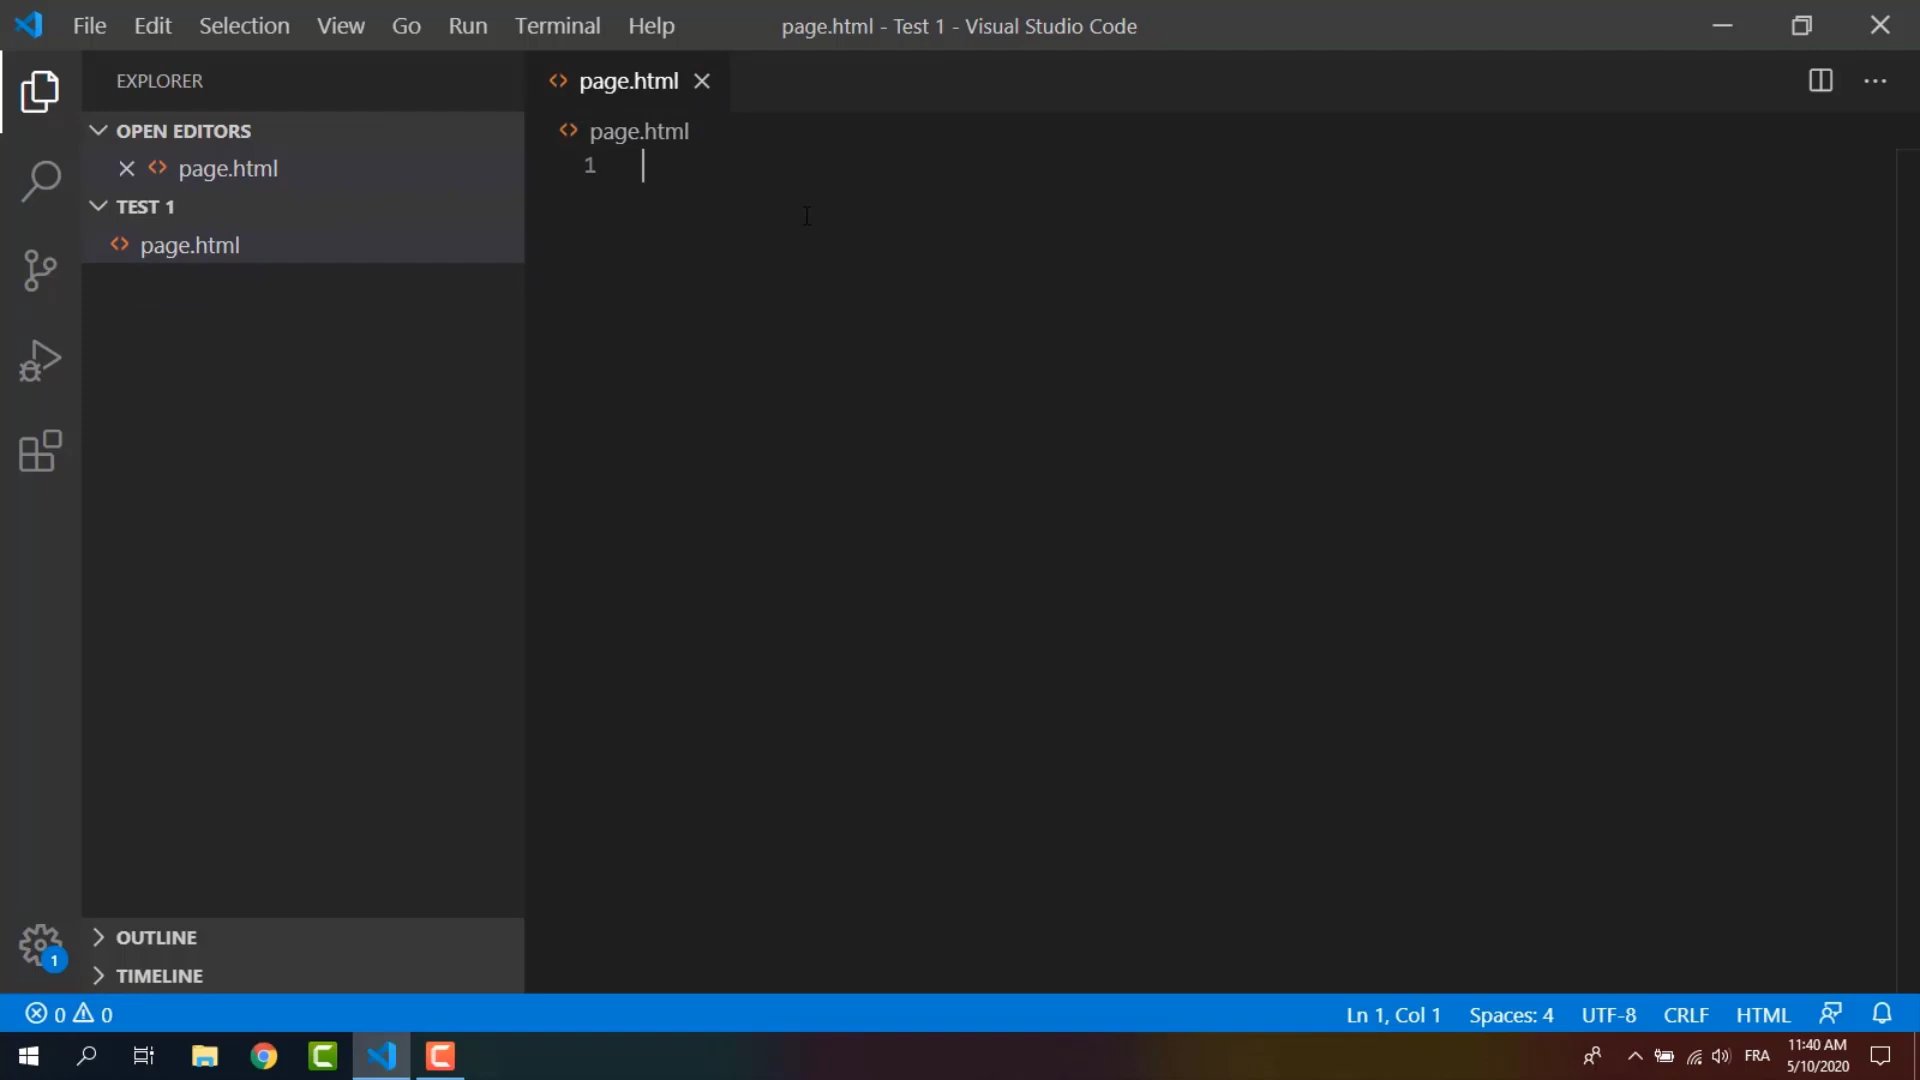 File Edit Selection View Go Run Terminal Help
page.html - Test 1 - Visual Studio Code
EXPLORER
page.html
OPEN EDITORS
page.html
page.html
1
TEST 1
page.html
OUTLINE
1
TIMELINE
0 0
Ln 1, Col 1 Spaces: 4 UTF-8 CRLF HTML
FRA
11:40 AM
5/10/2020